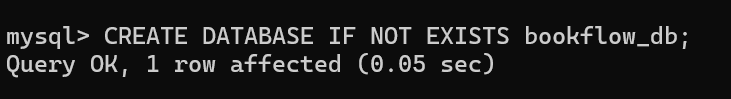 mysql> CREATE DATABASE IF NOT EXISTS bookflow_db;
Query OK, 1 row affected (0.05 sec)